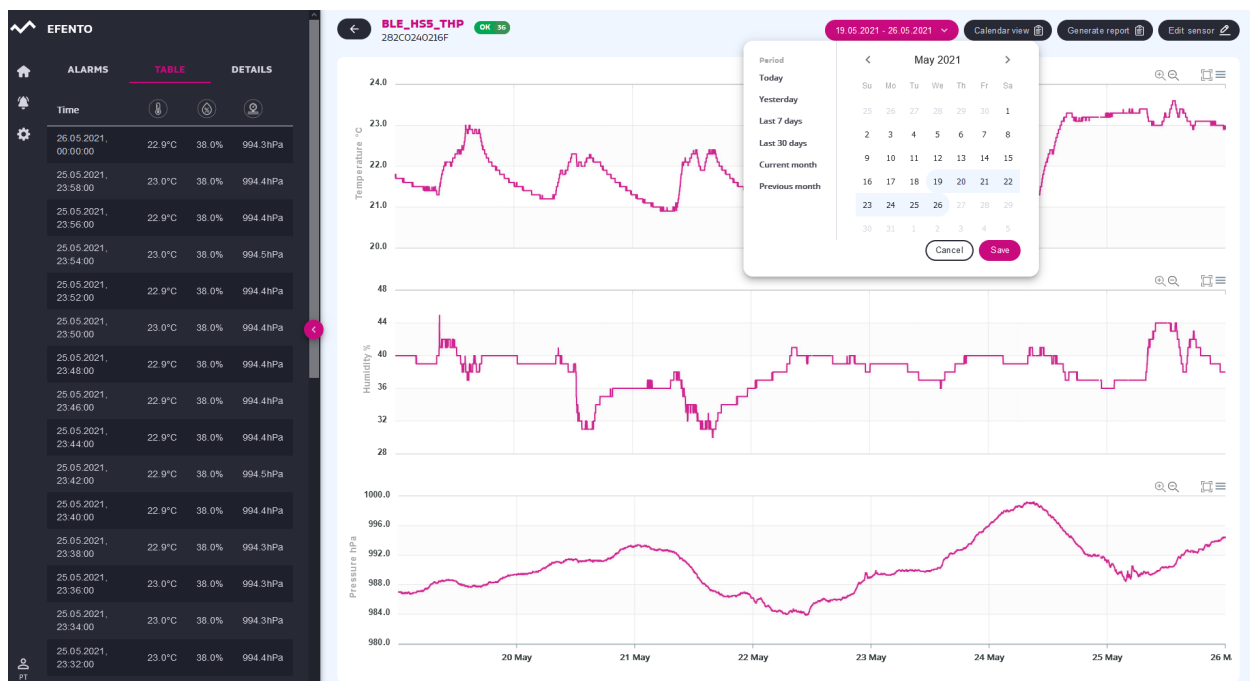 EFENTO
ALARMS TABLE DETAILS
Time
26.05.2021, 00:00:00 22.9°C 38.0% 994.3hPa
25.05.2021, 23:58:00 23.0°C 38.0% 994.4hPa
25.05.2021, 23:56:00 22.9°C 38.0% 994.4hPa
25.05.2021, 23:54:00 23.0°C 38.0% 994.5hPa
25.05.2021, 23:52:00 22.9°C 38.0% 994.4hPa
25.05.2021, 23:50:00 23.0°C 38.0% 994.4hPa
25.05.2021, 23:48:00 22.9°C 38.0% 994.4hPa
25.05.2021, 23:46:00 22.9°C 38.0% 994.4hPa
25.05.2021, 23:44:00 22.9°C 38.0% 994.4hPa
25.05.2021, 23:42:00 22.9°C 38.0% 994.5hPa
25.05.2021, 23:40:00 22.9°C 38.0% 994.4hPa
25.05.2021, 23:38:00 22.9°C 38.0% 994.3hPa
25.05.2021, 23:36:00 23.0°C 38.0% 994.3hPa
25.05.2021, 23:34:00 23.0°C 38.0% 994.3hPa
25.05.2021, 23:32:00 23.0°C 38.0% 994.4hPa
PT
BLE_HS5_THP OK 36
282C0240216F
19.05.2021 - 26.05.2021 Calendar view Generate report Edit sensor
Period
Today
Yesterday
Last 7 days
Last 30 days
Current month
Previous month
May 2021
Su Mo Tu We Th Fr Sa
25 26 27 28 29 30 1
2 3 4 5 6 7 8
9 10 11 12 13 14 15
16 17 18 19 20 21 22
23 24 25 26 27 28 29
30 31 1 2 3 4 5
Cancel Save
Temperature °C
24.0
23.0
22.0
21.0
20.0
Humidity %
48
44
40
36
32
28
Pressure hPa
1000.0
996.0
992.0
988.0
984.0
980.0
20 May 21 May 22 May 23 May 24 May 25 May 26 M